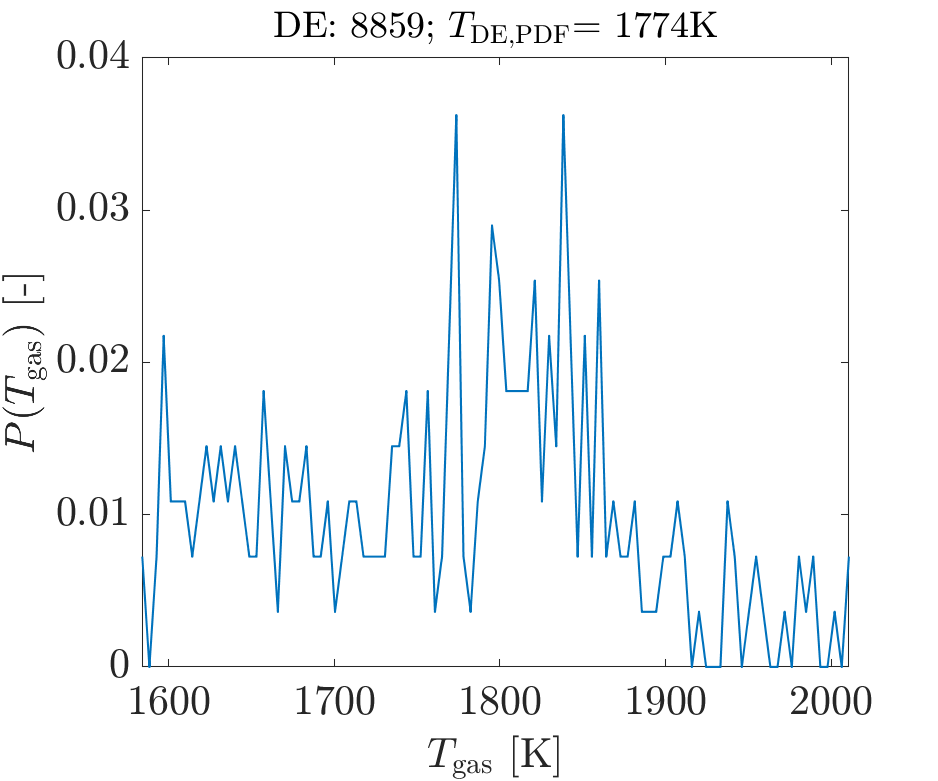 DE: 8859; T_DE,PDF= 1774K
0.04
0.03
0.02
0.01
0
P(T_gas) [-]
1600 1700 1800 1900 2000
T_gas [K]